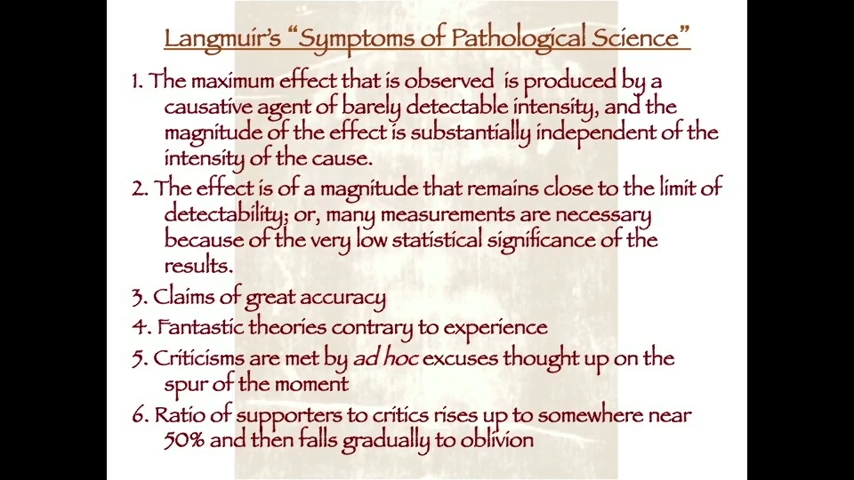 Langmuir's “Symptoms of Pathological Science”
1. The maximum effect that is observed is produced by a
causative agent of barely detectable intensity, and the
magnitude of the effect is substantially independent of the
intensity of the cause.
2. The effect is of a magnitude that remains close to the limit of
detectability; or, many measurements are necessary
because of the very low statistical significance of the
results.
3. Claims of great accuracy
4. Fantastic theories contrary to experience
5. Criticisms are met by ad hoc excuses thought up on the
spur of the moment
6. Ratio of supporters to critics rises up to somewhere near
50% and then falls gradually to oblivion